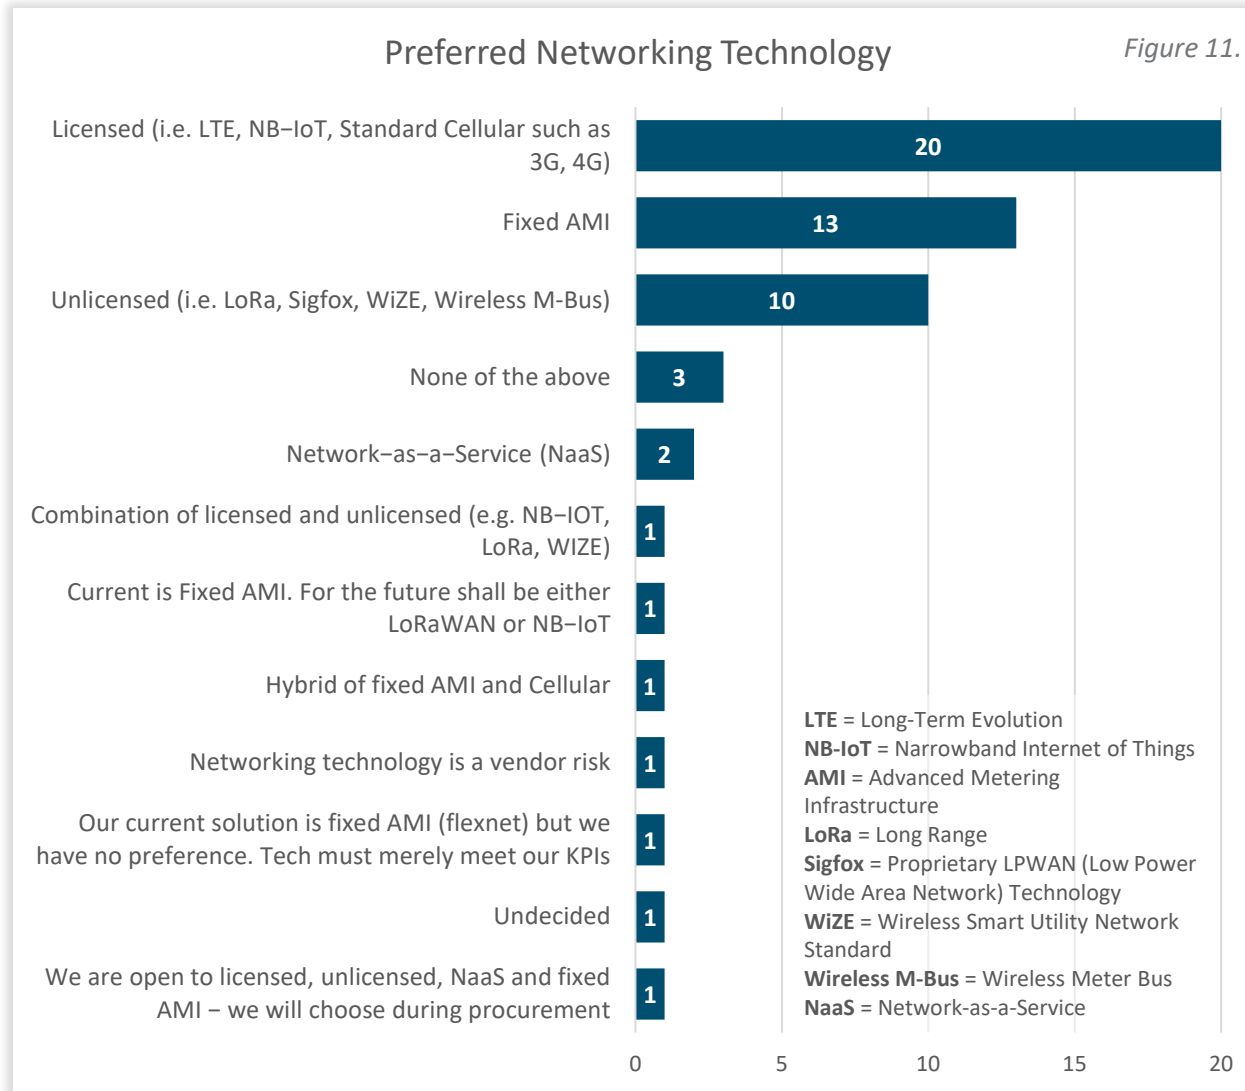 Preferred Networking Technology
Figure 11.
Licensed (i.e. LTE, NB−IoT, Standard Cellular such as
3G, 4G)
20
Fixed AMI
13
Unlicensed (i.e. LoRa, Sigfox, WiZE, Wireless M-Bus)
10
None of the above
3
Network−as−a−Service (NaaS)
2
Combination of licensed and unlicensed (e.g. NB−IOT,
LoRa, WIZE)
1
Current is Fixed AMI. For the future shall be either
LoRaWAN or NB−IoT
1
Hybrid of fixed AMI and Cellular
1
Networking technology is a vendor risk
1
Our current solution is fixed AMI (flexnet) but we
have no preference. Tech must merely meet our KPIs
1
Undecided
1
We are open to licensed, unlicensed, NaaS and fixed
AMI − we will choose during procurement
1
LTE = Long-Term Evolution
NB-IoT = Narrowband Internet of Things
AMI = Advanced Metering
Infrastructure
LoRa = Long Range
Sigfox = Proprietary LPWAN (Low Power
Wide Area Network) Technology
WiZE = Wireless Smart Utility Network
Standard
Wireless M-Bus = Wireless Meter Bus
NaaS = Network-as-a-Service
0 5 10 15 20